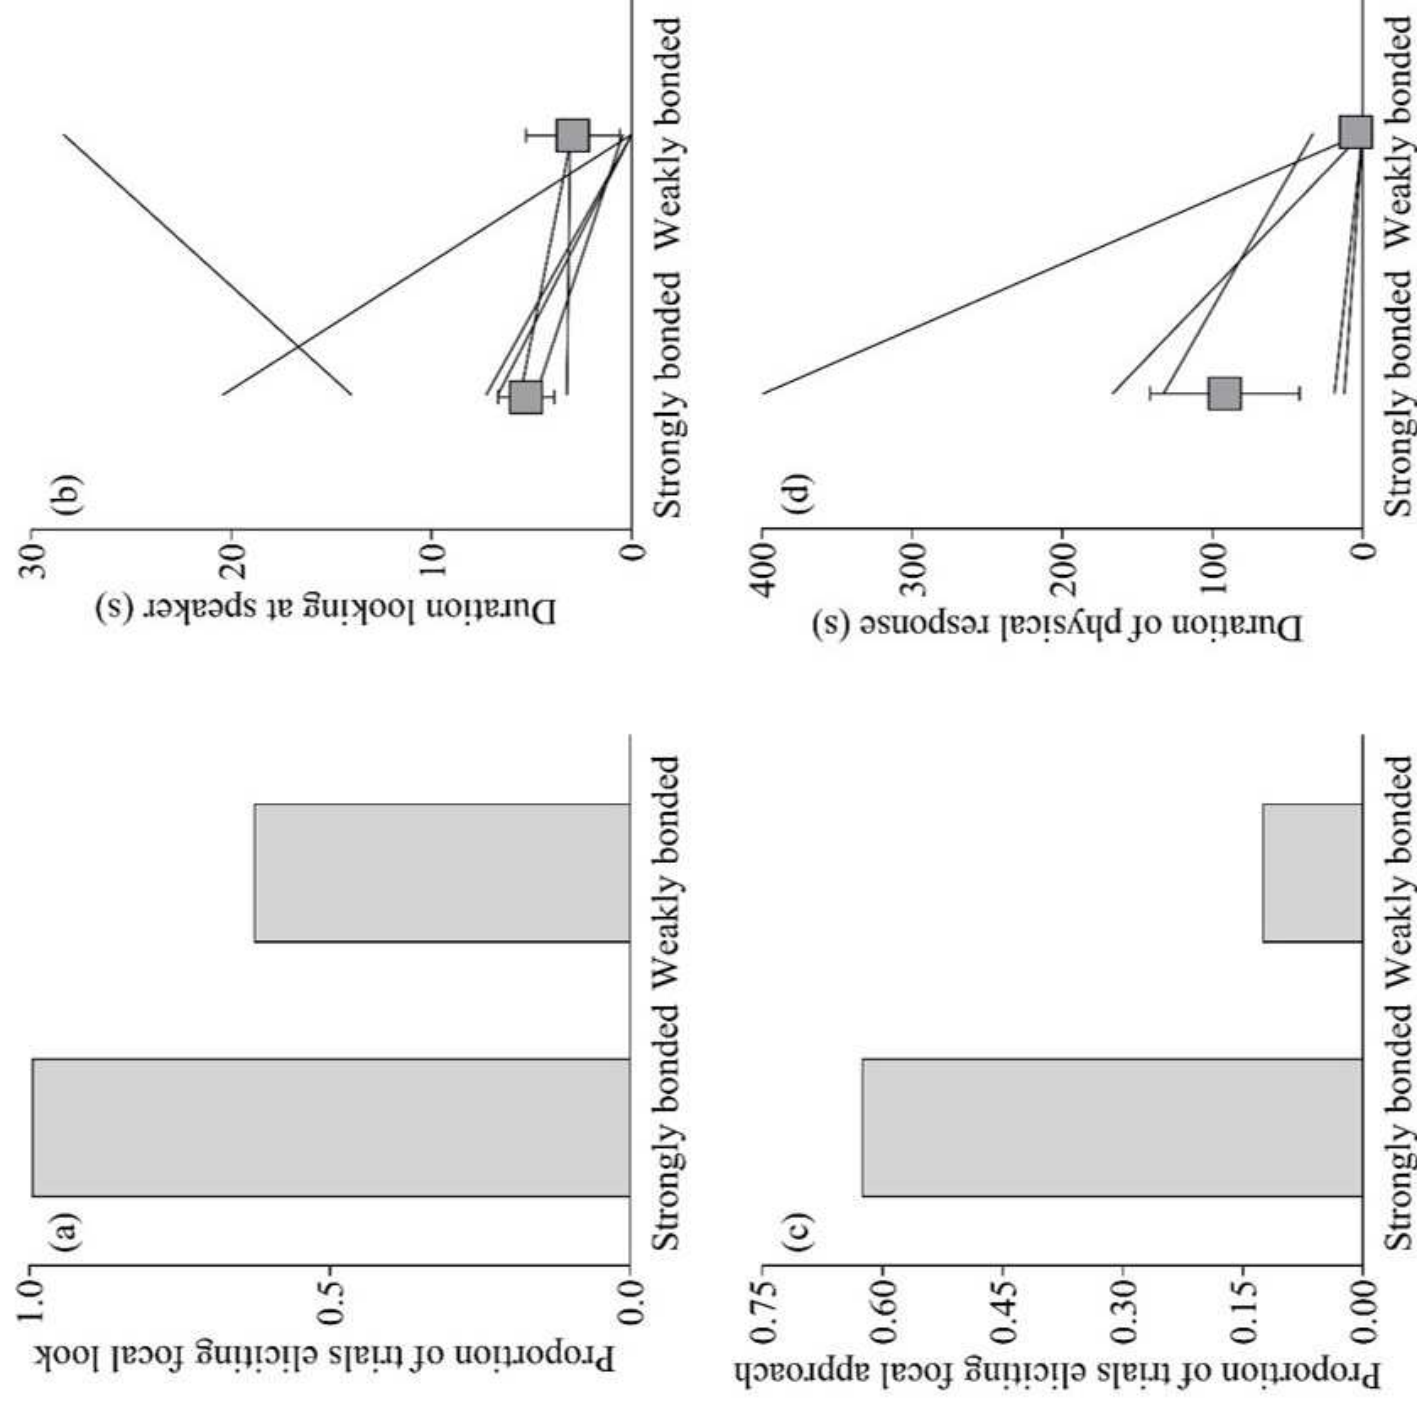 (a)
1.0
0.5
0.0
Proportion of trials eliciting focal look
Strongly bonded Weakly bonded
(b)
30
20
10
0
Duration looking at speaker (s)
Strongly bonded Weakly bonded
(c)
0.75
0.60
0.45
0.30
0.15
0.00
Proportion of trials eliciting focal approach
Strongly bonded Weakly bonded
(d)
400
300
200
100
0
Duration of physical response (s)
Strongly bonded Weakly bonded